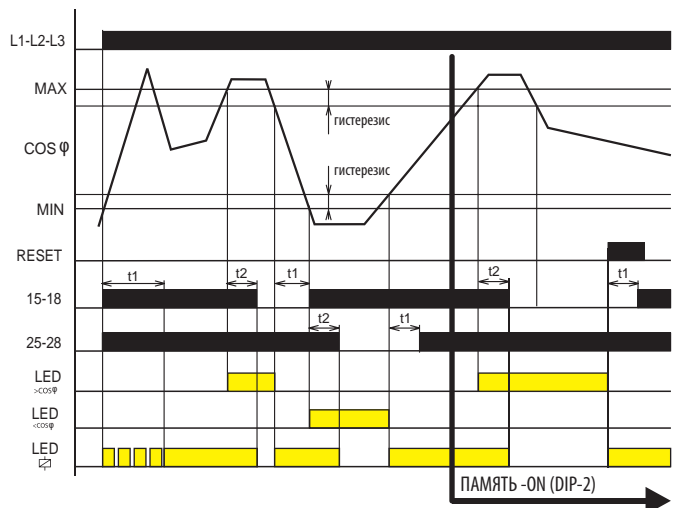 L1-L2-L3
MAX
гистерезис
COS φ
гистерезис
MIN
RESET
t1 t2 t1 t2 t1
15-18
t2 t1
25-28
LED
>cosφ
LED
<cosφ
LED
ПАМЯТЬ -ON (DIP-2)